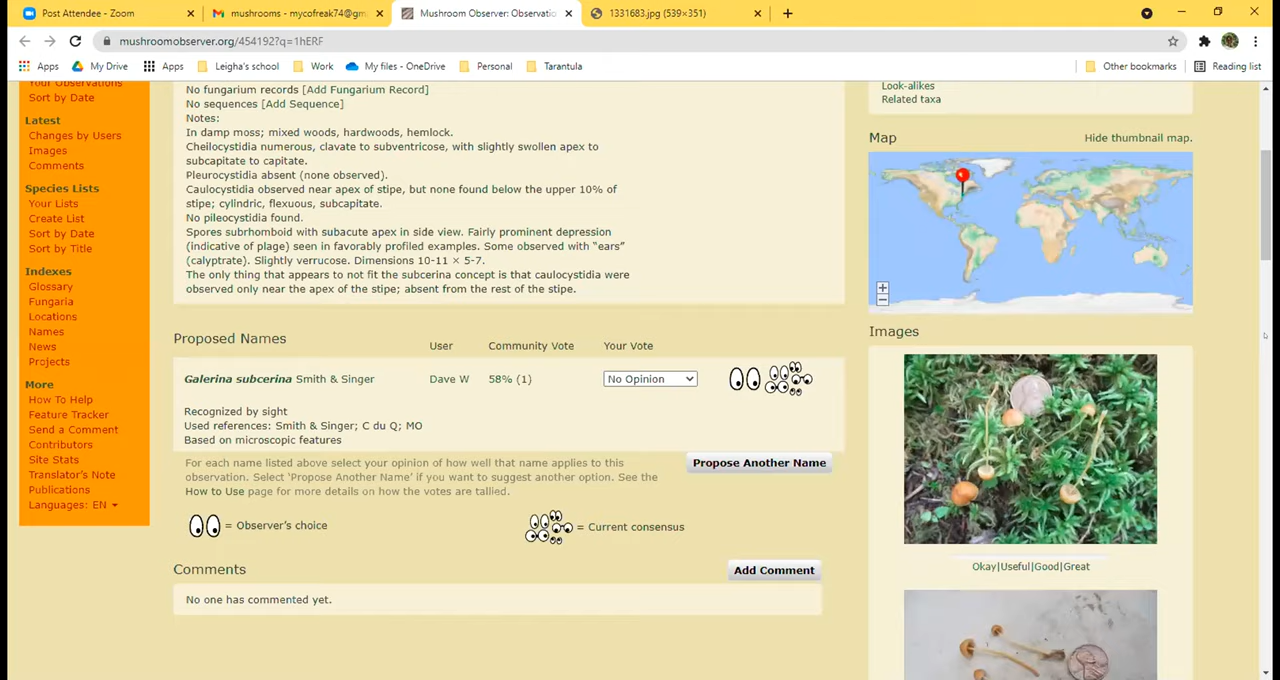 Post Attendee - Zoom
mushrooms - mycofreak74@gm
Mushroom Observer: Observatio
1331683.jpg (539×351)
mushroomobserver.org/454192?q=1hERF
Apps
My Drive
Apps
Leigha's school
Work
My files - OneDrive
Personal
Tarantula
Other bookmarks
Reading list
Your Observations
Sort by Date
Latest
Changes by Users
Images
Comments
Species Lists
Your Lists
Create List
Sort by Date
Sort by Title
Indexes
Glossary
Fungaria
Locations
Names
News
Projects
More
How To Help
Feature Tracker
Send a Comment
Contributors
Site Stats
Translator's Note
Publications
Languages: EN
No fungarium records [Add Fungarium Record]
No sequences [Add Sequence]
Notes:
In damp moss; mixed woods, hardwoods, hemlock.
Cheilocystidia numerous, clavate to subventricose, with slightly swollen apex to
subcapitate to capitate.
Pleurocystidia absent (none observed).
Caulocystidia observed near apex of stipe, but none found below the upper 10% of
stipe; cylindric, flexuous, subcapitate.
No pileocystidia found.
Spores subrhomboid with subacute apex in side view. Fairly prominent depression
(indicative of plage) seen in favorably profiled examples. Some observed with “ears”
(calyptrate). Slightly verrucose. Dimensions 10-11 × 5-7.
The only thing that appears to not fit the subcerina concept is that caulocystidia were
observed only near the apex of the stipe; absent from the rest of the stipe.
Proposed Names
User
Community Vote
Your Vote
Galerina subcerina Smith & Singer
Dave W
58% (1)
No Opinion
Recognized by sight
Used references: Smith & Singer; C du Q; MO
Based on microscopic features
For each name listed above select your opinion of how well that name applies to this
observation. Select ‘Propose Another Name’ if you want to suggest another option. See the
How to Use page for more details on how the votes are tallied.
Propose Another Name
= Observer's choice
= Current consensus
Comments
Add Comment
No one has commented yet.
Look-alikes
Related taxa
Map
Hide thumbnail map.
Images
Okay|Useful|Good|Great